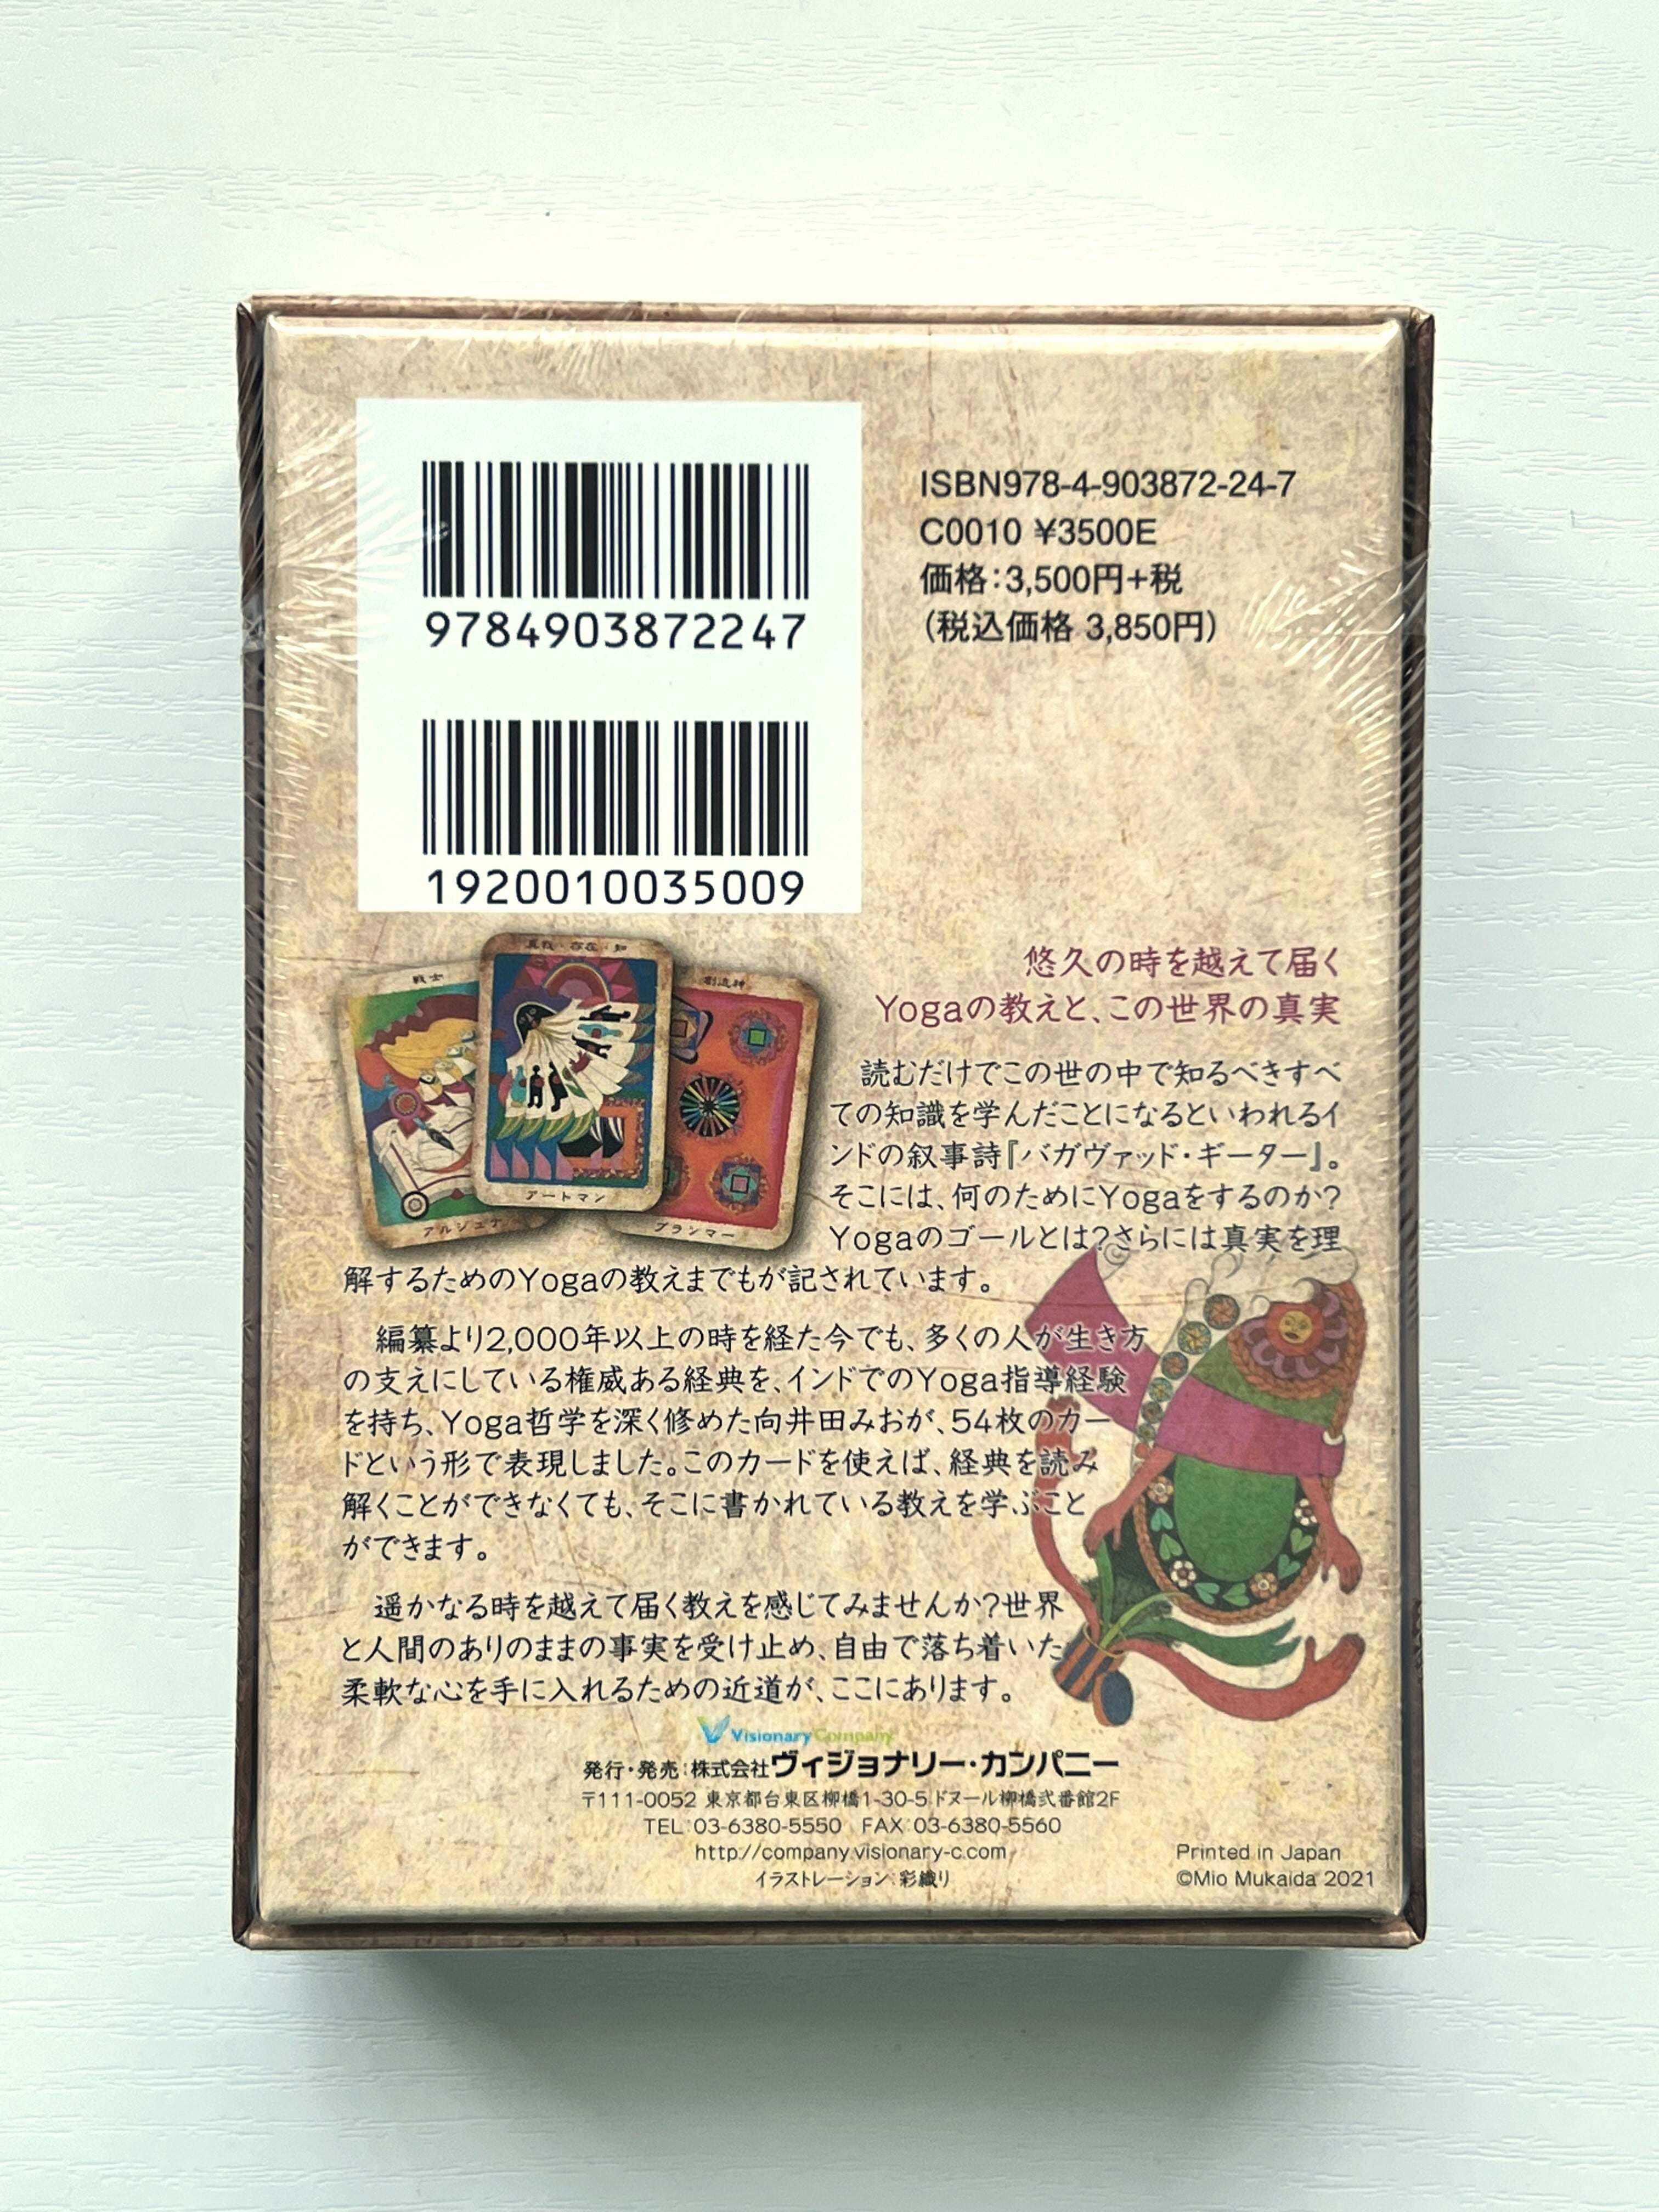 9784903872247
1920010035009
ISBN978-4-903872-24-7
C0010 ¥3500E
価格:3,500円+税
(税込価格 3,850円)
戦士
アルジュナ
真我・存在・知
アートマン
創造神
ブランマー
悠久の時を越えて届く
Yogaの教えと、この世界の真実
読むだけでこの世の中で知るべきすべ
ての知識を学んだことになるといわれるイ
ンドの叙事詩『バガヴァッド・ギーター』。
そこには、何のためにYogaをするのか?
Yogaのゴールとは?さらには真実を理
解するためのYogaの教えまでもが記されています。
編纂より2,000年以上の時を経た今でも、多くの人が生き方
の支えにしている権威ある経典を、インドでのYoga指導経験
を持ち、Yoga哲学を深く修めた向井田みおが、54枚のカー
ドという形で表現しました。このカードを使えば、経典を読み
解くことができなくても、そこに書かれている教えを学ぶこと
ができます。
遥かなる時を越えて届く教えを感じてみませんか?世界
と人間のありのままの事実を受け止め、自由で落ち着いた
柔軟な心を手に入れるための近道が、ここにあります。
VisionaryCompany
発行・発売:株式会社ヴィジョナリー・カンパニー
〒111-0052 東京都台東区柳橋1-30-5 ドヌール柳橋弐番館2F
TEL:03-6380-5550 FAX:03-6380-5560
http://company.visionary-c.com
イラストレーション:彩織り
Printed in Japan
©Mio Mukaida 2021